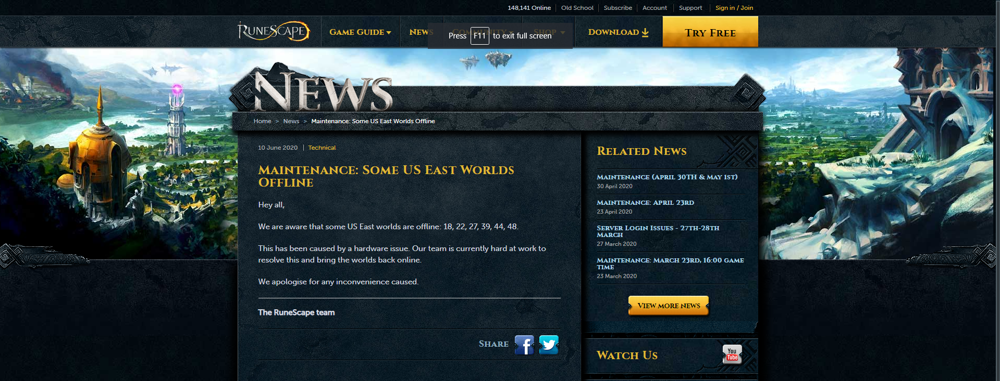 148,141 Online
Old School
Subscribe
Account
Support
Sign in / Join
RuneScape
Game Guide
News
Community
Shop
Download
Try Free
Press F11 to exit full screen
News
Home > News > Maintenance: Some US East Worlds Offline
10 June 2020 | Technical
Maintenance: Some US East Worlds
Offline
Hey all,
We are aware that some US East worlds are offline: 18, 22, 27, 39, 44, 48.
This has been caused by a hardware issue. Our team is currently hard at work to
resolve this and bring the worlds back online.
We apologise for any inconvenience caused.
The RuneScape team
Share
Related News
Maintenance (April 30th & May 1st)
30 April 2020
Maintenance: April 23rd
23 April 2020
Server Login Issues - 27th-28th
March
27 March 2020
Maintenance: March 23rd, 16:00 game
time
23 March 2020
View more news
Watch Us
You
Tube